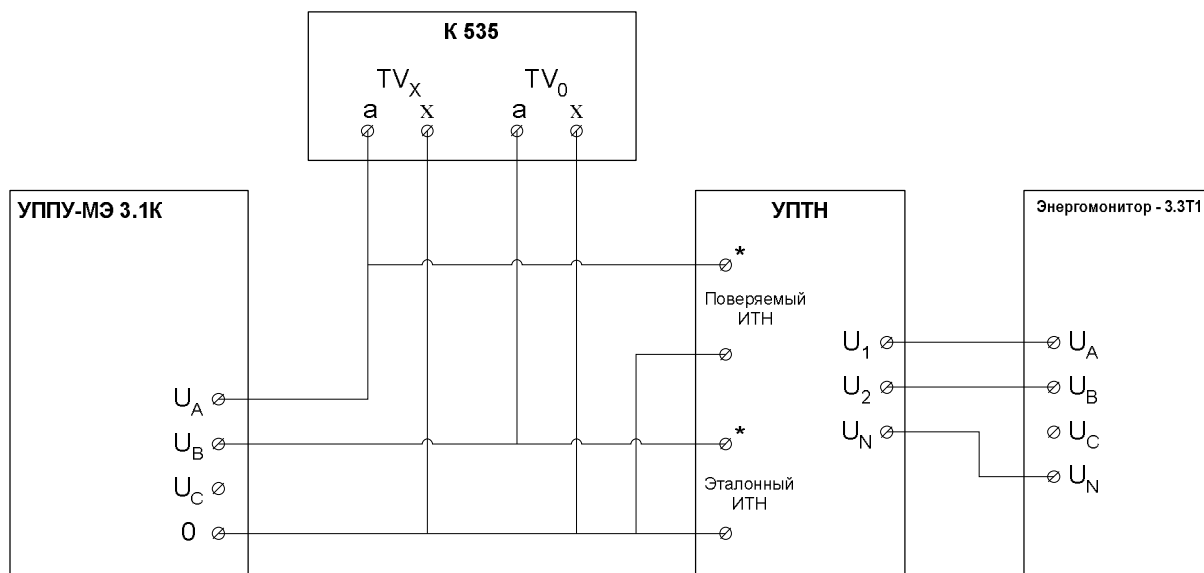 К 535
TVX TV0
а х а х
УППУ-МЭ 3.1К
УПТН
Энергомонитор - 3.3Т1
*
Поверяемый
ИТН
U1 UA
U2 UB
UN UC
UN
UA
UB
UC
0
*
Эталонный
ИТН